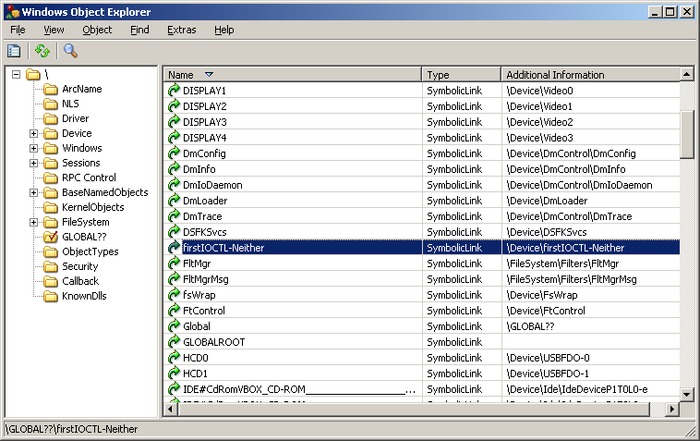 Windows Object Explorer
File View Object Find Extras Help
\
ArcName
NLS
Driver
Device
Windows
Sessions
RPC Control
BaseNamedObjects
KernelObjects
FileSystem
GLOBAL??
ObjectTypes
Security
Callback
KnownDlls
Name Type Additional Information
DISPLAY1 SymbolicLink \Device\Video0
DISPLAY2 SymbolicLink \Device\Video1
DISPLAY3 SymbolicLink \Device\Video2
DISPLAY4 SymbolicLink \Device\Video3
DmConfig SymbolicLink \Device\DmControl\DmConfig
DmInfo SymbolicLink \Device\DmControl\DmInfo
DmIoDaemon SymbolicLink \Device\DmControl\DmIoDaemon
DmLoader SymbolicLink \Device\DmLoader
DmTrace SymbolicLink \Device\DmControl\DmTrace
DSFKSvcs SymbolicLink \Device\DSFKSvcs
firstIOCTL-Neither SymbolicLink \Device\firstIOCTL-Neither
FltMgr SymbolicLink \FileSystem\Filters\FltMgr
FltMgrMsg SymbolicLink \FileSystem\Filters\FltMgrMsg
fsWrap SymbolicLink \Device\FsWrap
FtControl SymbolicLink \Device\FtControl
Global SymbolicLink \GLOBAL??
GLOBALROOT SymbolicLink
HCD0 SymbolicLink \Device\USBFDO-0
HCD1 SymbolicLink \Device\USBFDO-1
IDE#CdRomVBOX_CD-ROM__________________... SymbolicLink \Device\Ide\IdeDeviceP1T0L0-e
\GLOBAL??\firstIOCTL-Neither